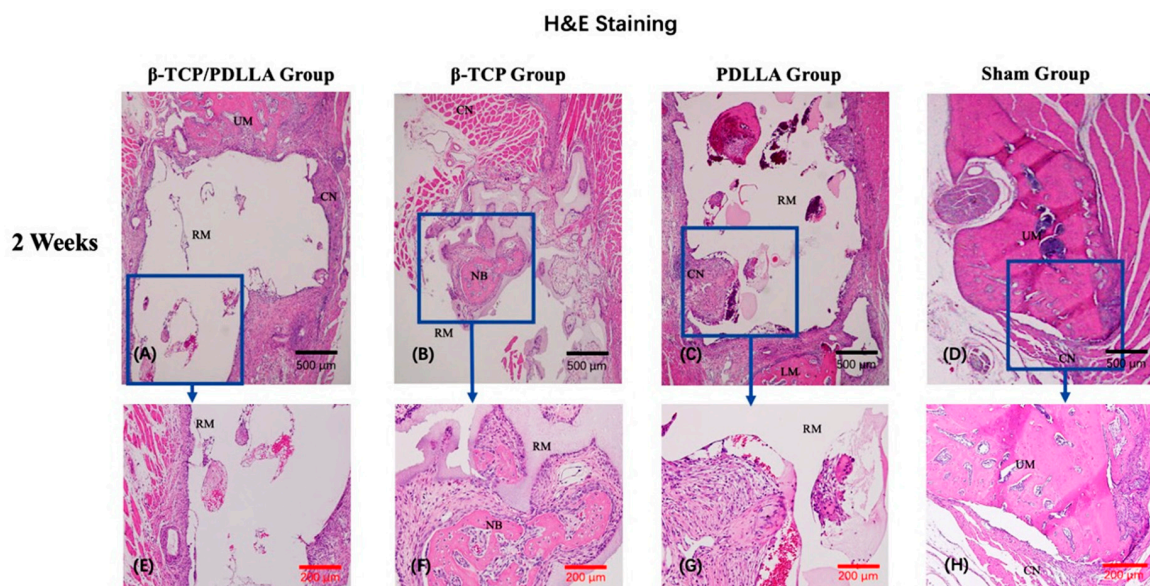 H&E Staining
β-TCP/PDLLA Group
β-TCP Group
PDLLA Group
Sham Group
2 Weeks
UM
CN
RM
(A)
500 μm
CN
NB
RM
(B)
500 μm
RM
CN
(C)
LM
500 μm
UM
CN
(D)
500 μm
RM
(E)
200 μm
RM
NB
(F)
200 μm
RM
(G)
200 μm
UM
CN
(H)
200 μm